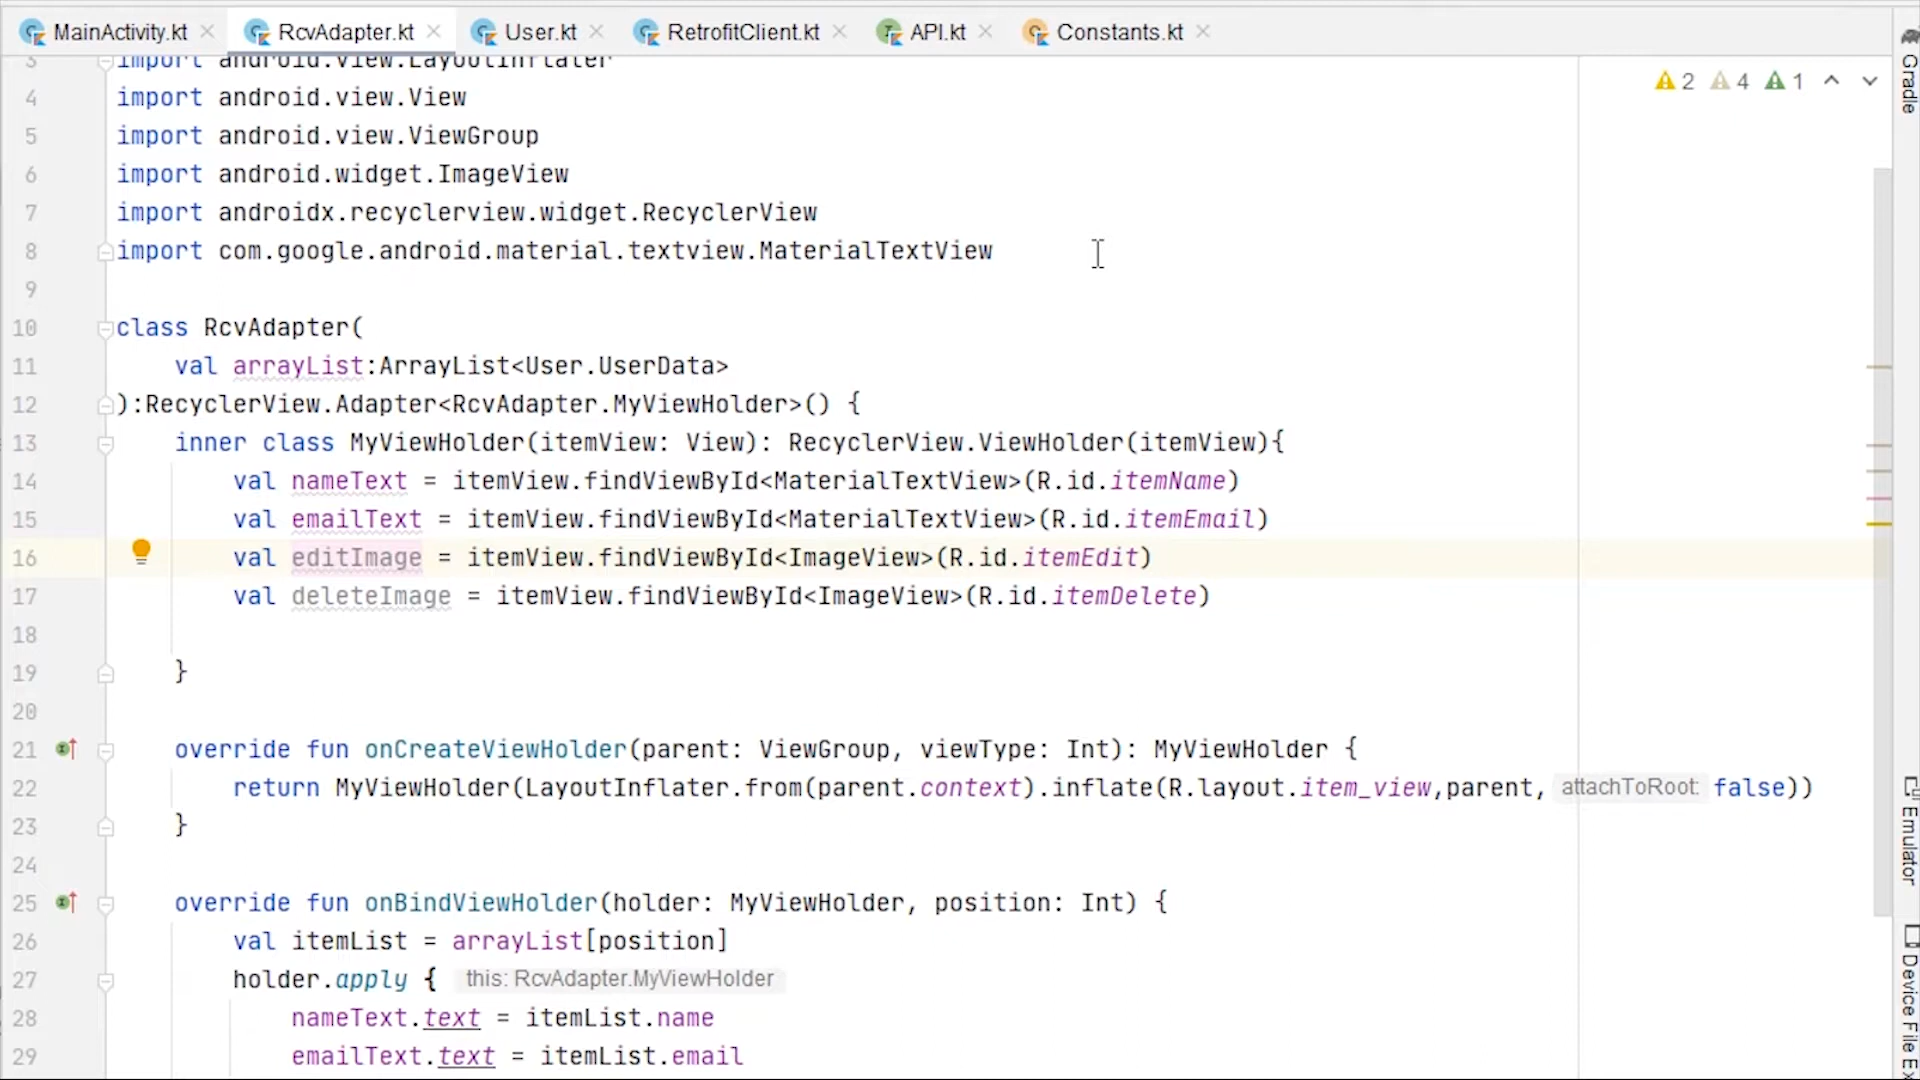 MainActivity.kt RcvAdapter.kt User.kt RetrofitClient.kt API.kt Constants.kt
3 import android.view.LayoutInflater
4 import android.view.View
5 import android.view.ViewGroup
6 import android.widget.ImageView
7 import androidx.recyclerview.widget.RecyclerView
8 import com.google.android.material.textview.MaterialTextView
9
10 class RcvAdapter(
11 val arrayList:ArrayList<User.UserData>
12 ):RecyclerView.Adapter<RcvAdapter.MyViewHolder>() {
13 inner class MyViewHolder(itemView: View): RecyclerView.ViewHolder(itemView){
14 val nameText = itemView.findViewById<MaterialTextView>(R.id.itemName)
15 val emailText = itemView.findViewById<MaterialTextView>(R.id.itemEmail)
16 val editImage = itemView.findViewById<ImageView>(R.id.itemEdit)
17 val deleteImage = itemView.findViewById<ImageView>(R.id.itemDelete)
18
19 }
20
21 override fun onCreateViewHolder(parent: ViewGroup, viewType: Int): MyViewHolder {
22 return MyViewHolder(LayoutInflater.from(parent.context).inflate(R.layout.item_view,parent, attachToRoot: false))
23 }
24
25 override fun onBindViewHolder(holder: MyViewHolder, position: Int) {
26 val itemList = arrayList[position]
27 holder.apply { this: RcvAdapter.MyViewHolder
28 nameText.text = itemList.name
29 emailText.text = itemList.email
2 4 1
Gradle
Emulator
Device File Ex